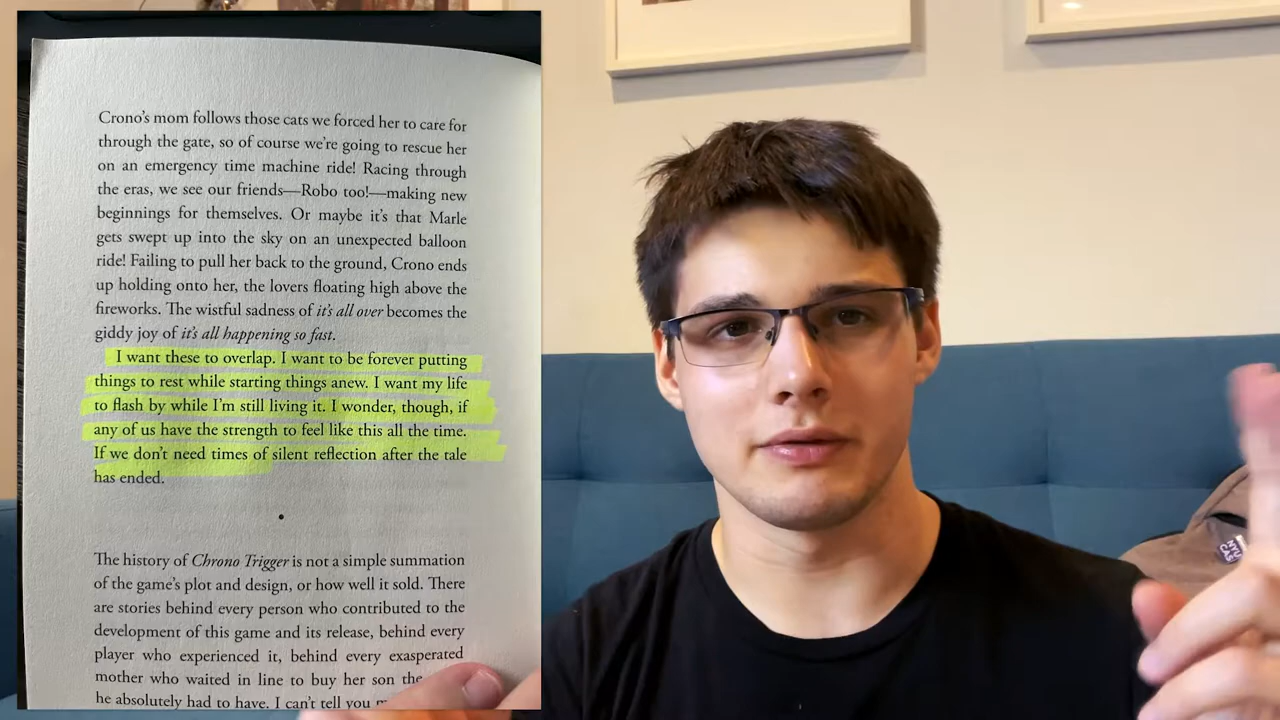 Crono's mom follows those cats we forced her to care for
through the gate, so of course we're going to rescue her
on an emergency time machine ride! Racing through
the eras, we see our friends—Robo too!—making new
beginnings for themselves. Or maybe it's that Marle
gets swept up into the sky on an unexpected balloon
ride! Failing to pull her back to the ground, Crono ends
up holding onto her, the lovers floating high above the
fireworks. The wistful sadness of it's all over becomes the
giddy joy of it's all happening so fast.
I want these to overlap. I want to be forever putting
things to rest while starting things anew. I want my life
to flash by while I'm still living it. I wonder, though, if
any of us have the strength to feel like this all the time.
If we don't need times of silent reflection after the tale
has ended.
•
The history of Chrono Trigger is not a simple summation
of the game's plot and design, or how well it sold. There
are stories behind every person who contributed to the
development of this game and its release, behind every
player who experienced it, behind every exasperated
mother who waited in line to buy her son the
he absolutely had to have. I can't tell you
NYU
CAS